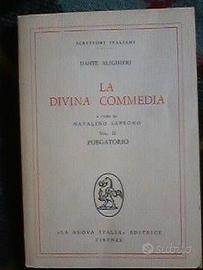 SCRITTORI ITALIANI
DANTE ALIGHIERI
LA
DIVINA COMMEDIA
A CURA DI
NATALINO SAPEGNO
VOL. II
PURGATORIO
«LA NUOVA ITALIA» EDITRICE
FIRENZE
subito